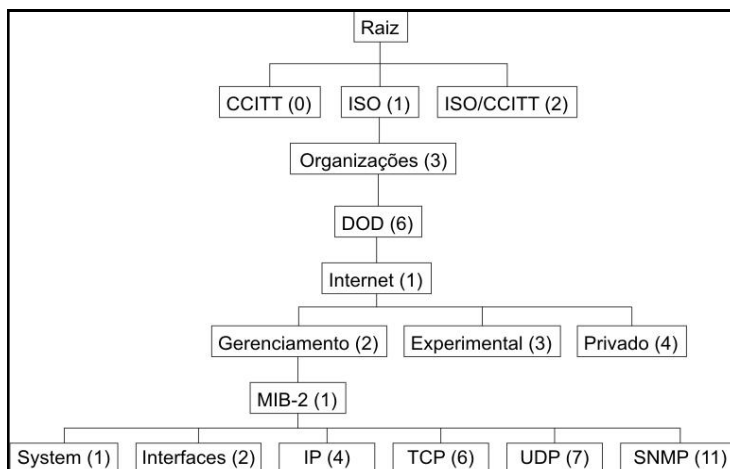 Raiz
CCITT (0) ISO (1) ISO/CCITT (2)
Organizações (3)
DOD (6)
Internet (1)
Gerenciamento (2) Experimental (3) Privado (4)
MIB-2 (1)
System (1) Interfaces (2) IP (4) TCP (6) UDP (7) SNMP (11)